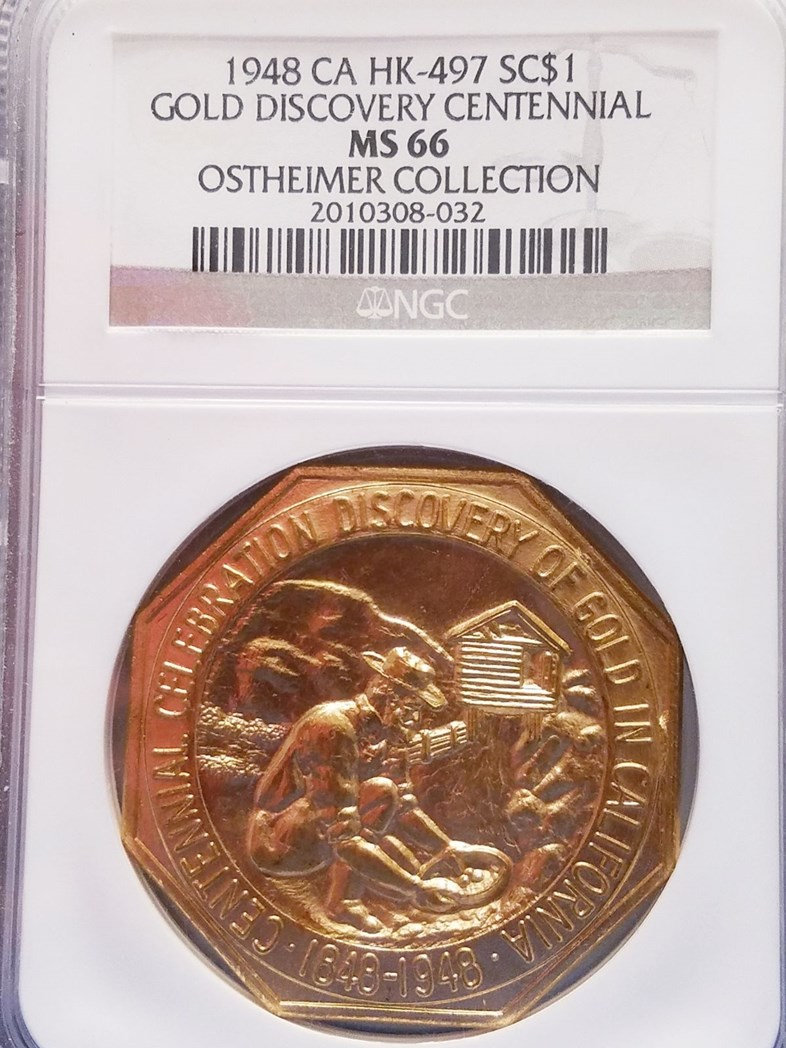 1948 CA HK-497 SC$1
GOLD DISCOVERY CENTENNIAL
MS 66
OSTHEIMER COLLECTION
2010308-032
NGC
· CENTENNIAL CELEBRATION DISCOVERY OF GOLD IN CALIFORNIA ·
1848-1948